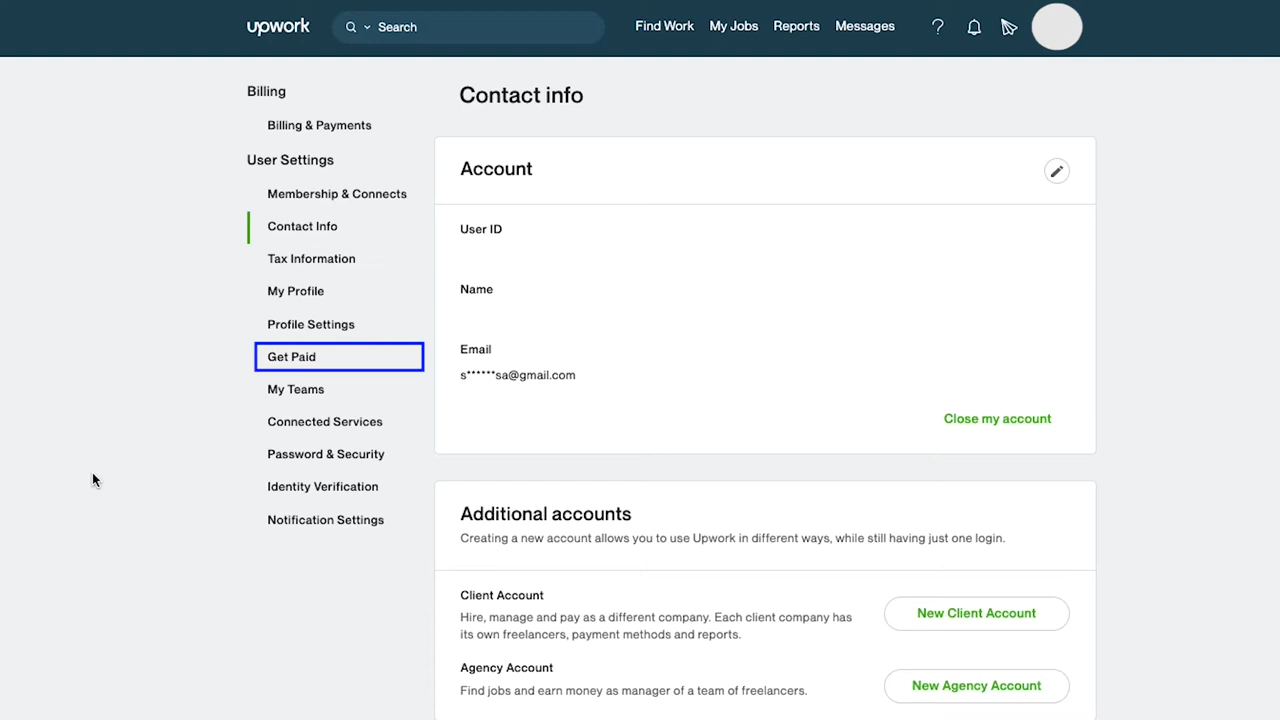 upwork
Search
Find Work
My Jobs
Reports
Messages
?
Billing
Billing & Payments
User Settings
Membership & Connects
Contact Info
Tax Information
My Profile
Profile Settings
Get Paid
My Teams
Connected Services
Password & Security
Identity Verification
Notification Settings
Contact info
Account
User ID
Name
Email
s******sa@gmail.com
Close my account
Additional accounts
Creating a new account allows you to use Upwork in different ways, while still having just one login.
Client Account
Hire, manage and pay as a different company. Each client company has
its own freelancers, payment methods and reports.
New Client Account
Agency Account
Find jobs and earn money as manager of a team of freelancers.
New Agency Account